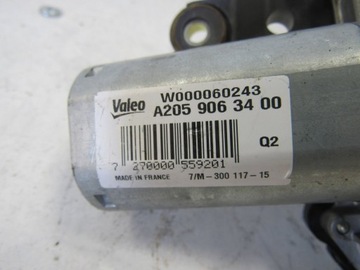 Valeo W000060243
A205 906 34 00
Q2
7 270000 559201
MADE IN FRANCE 7/M-300 117-15